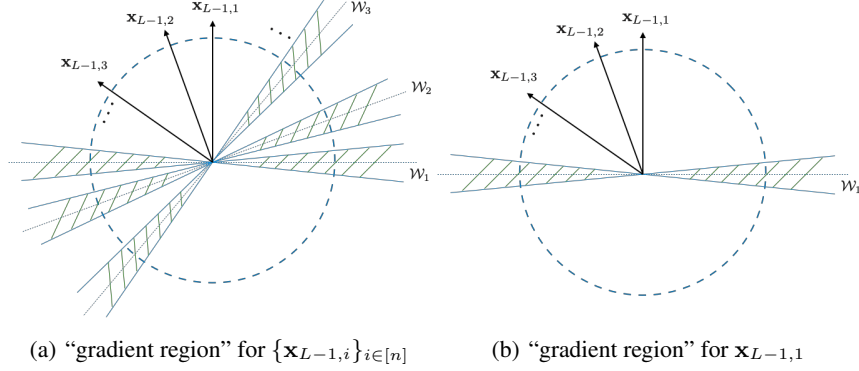 𝐱_{L−1,1}
𝒲_3
𝐱_{L−1,2}
𝐱_{L−1,3}
𝒲_2
𝒲_1
(a) “gradient region” for {𝐱_{L−1,i}}_{i∈[n]}
𝐱_{L−1,1}
𝐱_{L−1,2}
𝐱_{L−1,3}
𝒲_1
(b) “gradient region” for 𝐱_{L−1,1}